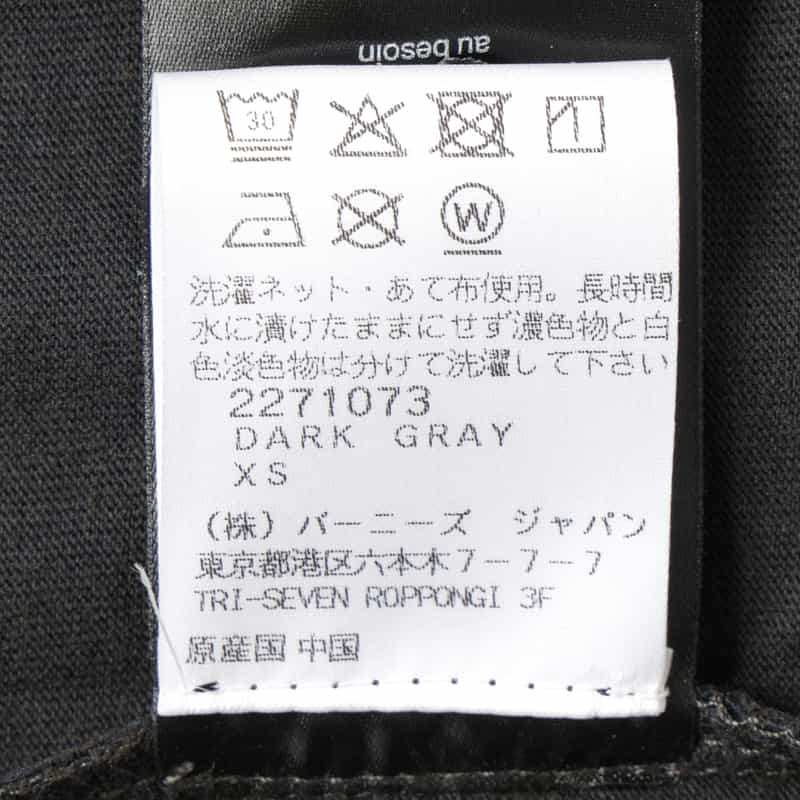 au besoin
30
W
洗濯ネット・あて布使用。長時間
水に漬けたままにせず濃色物と白
色淡色物は分けて洗濯して下さい
2271073
DARK GRAY
XS
(株)バーニーズ ジャパン
東京都港区六本木7-7-7
TRI-SEVEN ROPPONGI 3F
原産国 中国